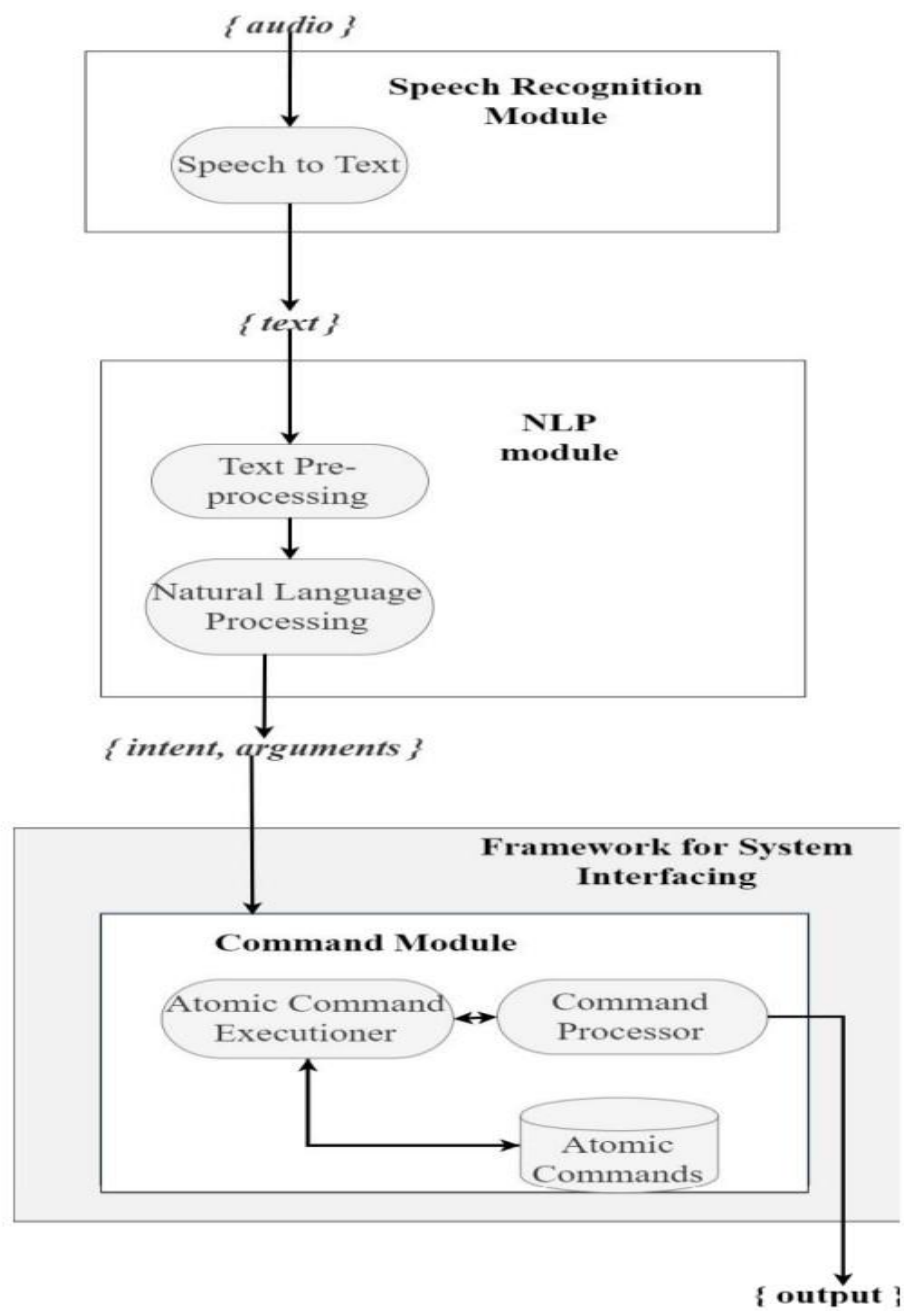 { audio }
Speech Recognition
Module
Speech to Text
{ text }
NLP
module
Text Pre-
processing
Natural Language
Processing
{ intent, arguments }
Framework for System
Interfacing
Command Module
Atomic Command
Executioner
Command
Processor
Atomic
Commands
{ output }